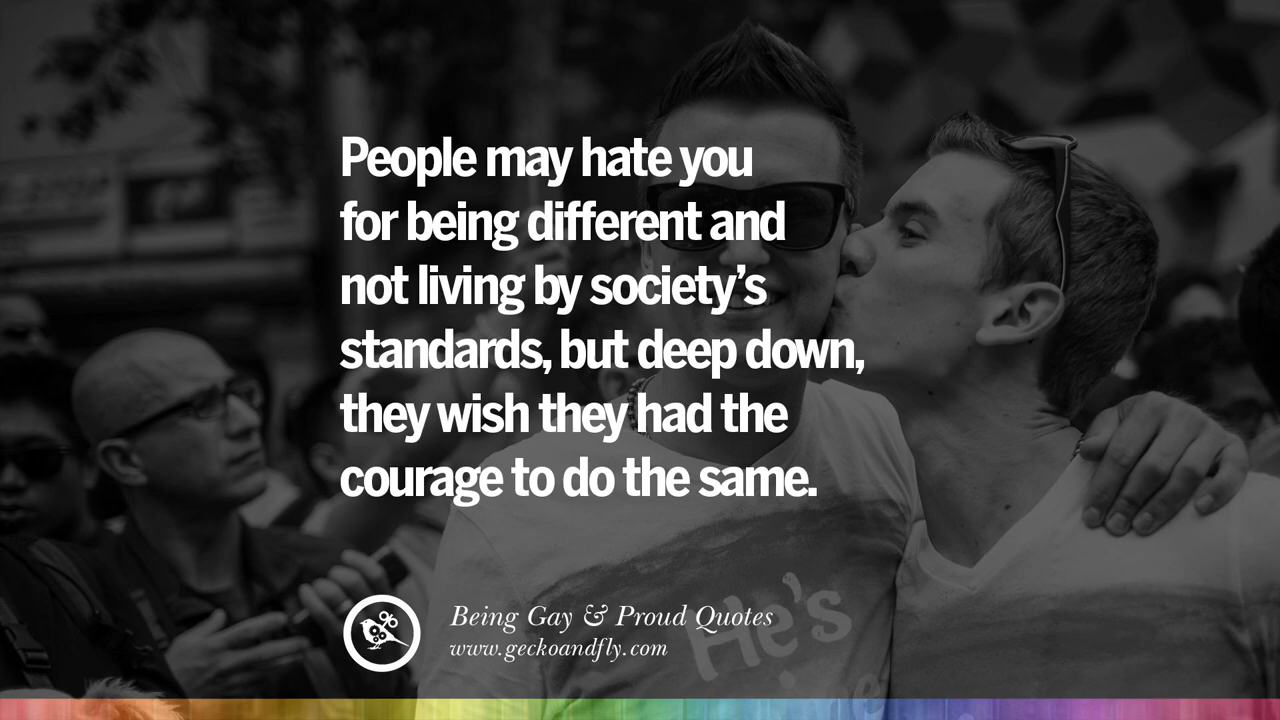 People may hate you
for being different and
not living by society’s
standards, but deep down,
they wish they had the
courage to do the same.
Being Gay & Proud Quotes
www.geckoandfly.com
He's